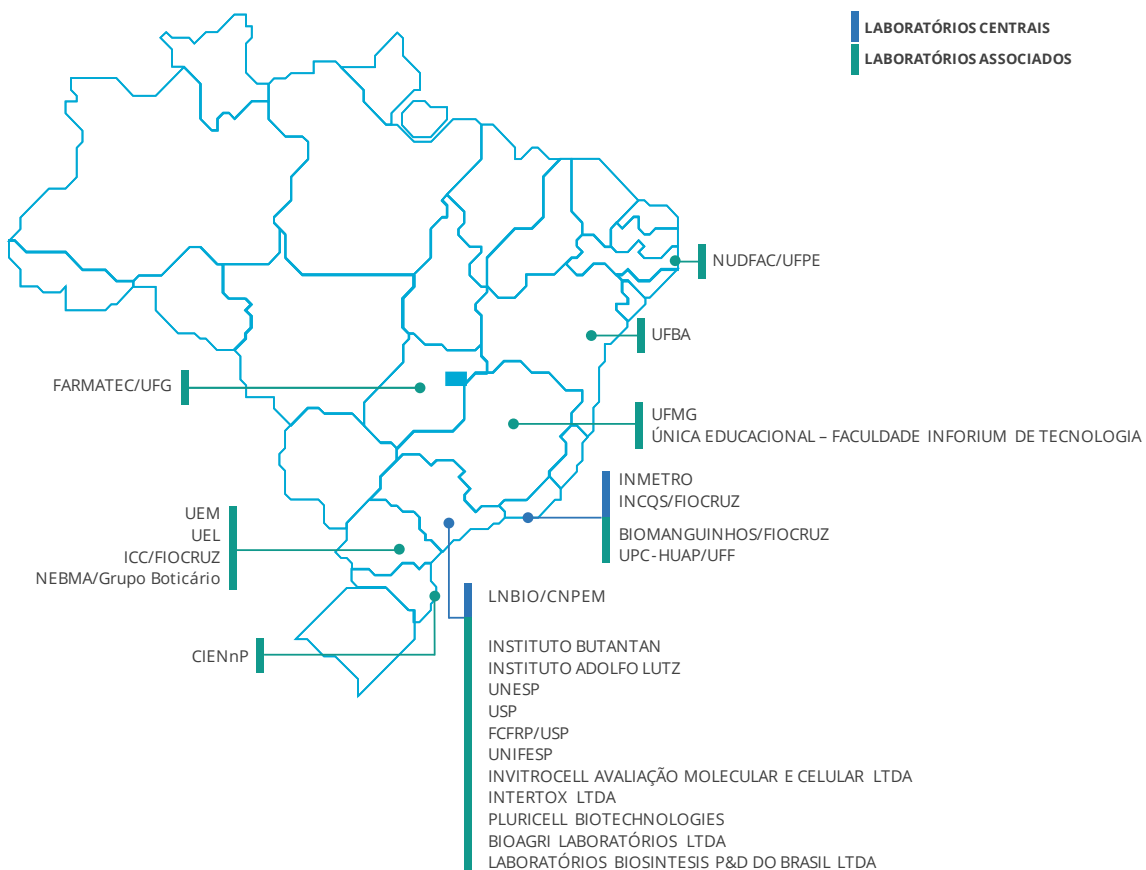 LABORATÓRIOS CENTRAIS
LABORATÓRIOS ASSOCIADOS
NUDFAC/UFPE
UFBA
FARMATEC/UFG
UFMG
ÚNICA EDUCACIONAL – FACULDADE INFORIUM DE TECNOLOGIA
INMETRO
INCQS/FIOCRUZ
BIOMANGUINHOS/FIOCRUZ
UPC-HUAP/UFF
UEM
UEL
ICC/FIOCRUZ
NEBMA/Grupo Boticário
LNBIO/CNPEM
INSTITUTO BUTANTAN
INSTITUTO ADOLFO LUTZ
UNESP
USP
FCFRP/USP
UNIFESP
INVITROCELL AVALIAÇÃO MOLECULAR E CELULAR LTDA
INTERTOX LTDA
PLURICELL BIOTECHNOLOGIES
BIOAGRI LABORATÓRIOS LTDA
LABORATÓRIOS BIOSINTESIS P&D DO BRASIL LTDA
CIENnP